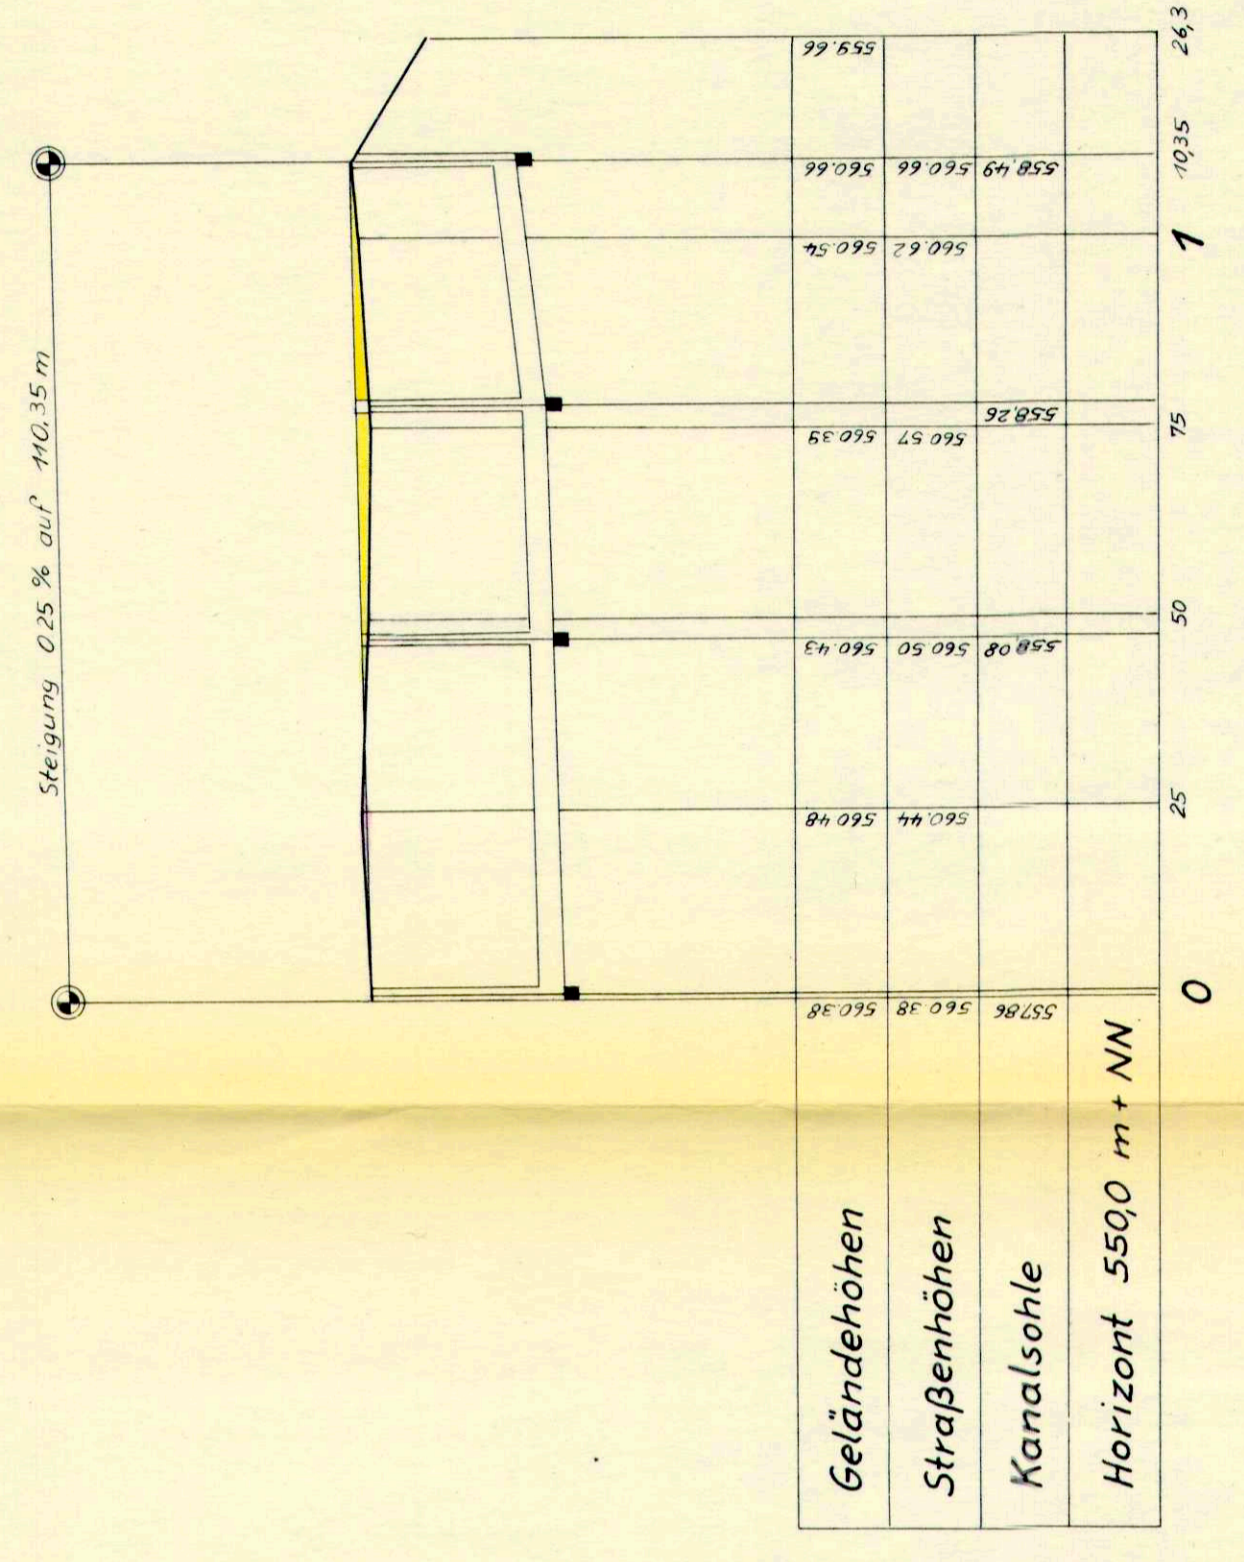 Steigung 0 25 % auf 110.35 m
Geländehöhen 560.38 560 48 560.43 560.39 560.54 560.66 559.66
Straßenhöhen 560 38 560.44 560 50 560 57 560.62 560.66
Kanalsohle 557.86 558,08 558,26 558,49
Horizont 550,0 m + NN
0 25 50 75 1 10,35 26,3